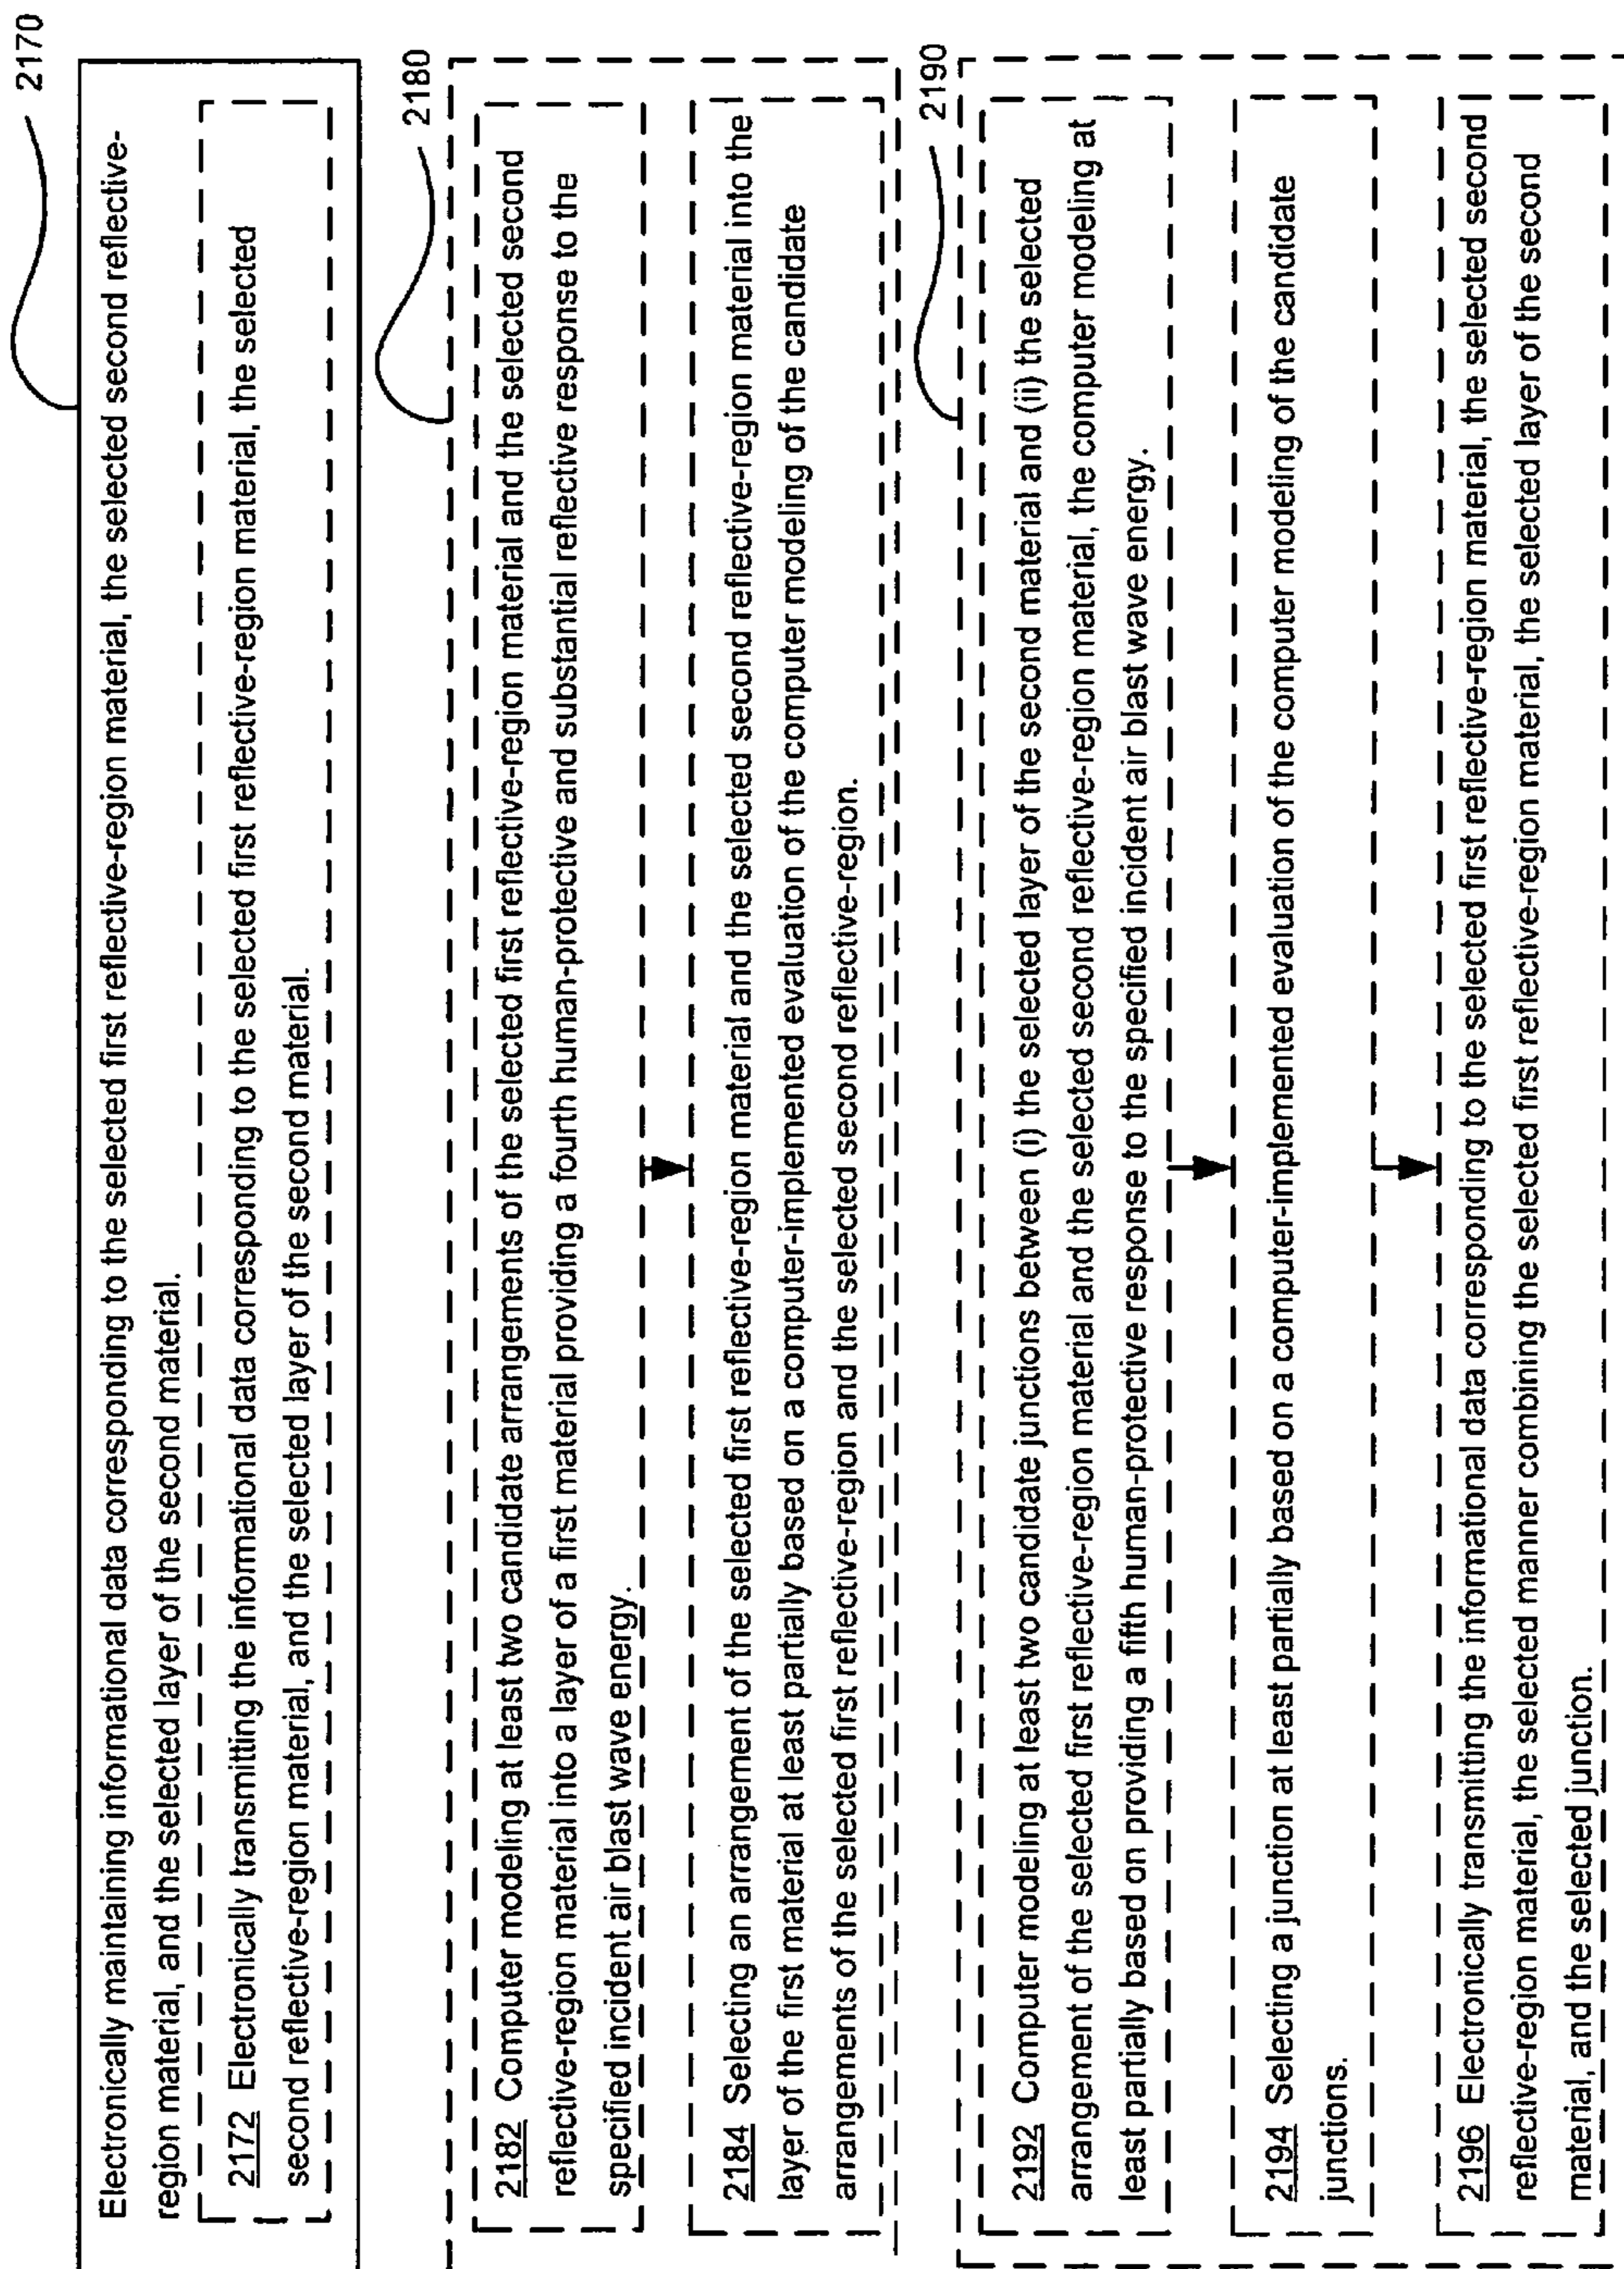 2170
Electronically maintaining informational data corresponding to the selected first reflective-region material, the selected second reflective-
region material, and the selected layer of the second material.
2172 Electronically transmitting the informational data corresponding to the selected first reflective-region material, the selected
second reflective-region material, and the selected layer of the second material.
2180
2182 Computer modeling at least two candidate arrangements of the selected first reflective-region material and the selected second
reflective-region material into a layer of a first material providing a fourth human-protective and substantial reflective response to the
specified incident air blast wave energy.
2184 Selecting an arrangement of the selected first reflective-region material and the selected second reflective-region material into the
layer of the first material at least partially based on a computer-implemented evaluation of the computer modeling of the candidate
arrangements of the selected first reflective-region and the selected second reflective-region.
2190
2192 Computer modeling at least two candidate junctions between (i) the selected layer of the second material and (ii) the selected
arrangement of the selected first reflective-region material and the selected second reflective-region material, the computer modeling at
least partially based on providing a fifth human-protective response to the specified incident air blast wave energy.
2194 Selecting a junction at least partially based on a computer-implemented evaluation of the computer modeling of the candidate
junctions.
2196 Electronically transmitting the informational data corresponding to the selected first reflective-region material, the selected second
reflective-region material, the selected manner combining the selected first reflective-region material, the selected layer of the second
material, and the selected junction.